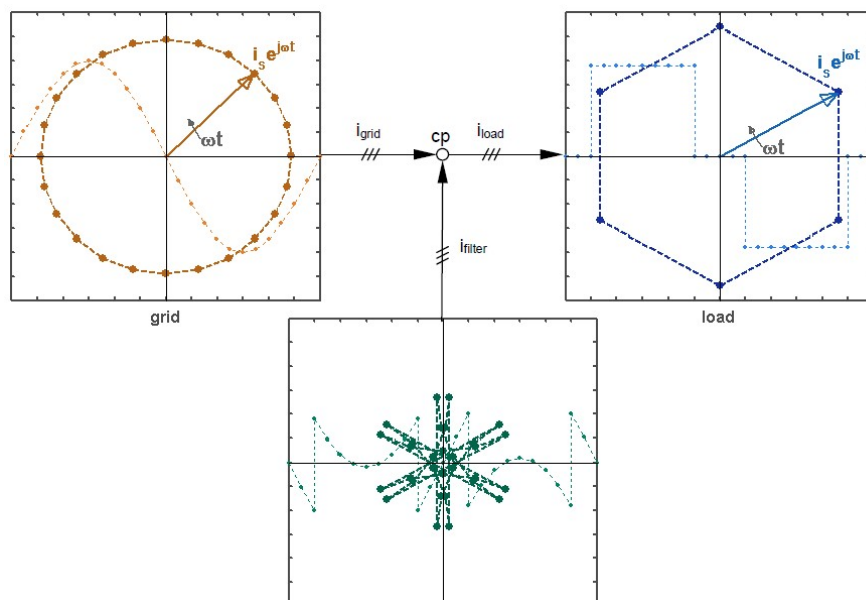 i_s e^jωt
ωt
grid
i_grid
cp
i_load
i_filter
i_s e^jωt
ωt
load